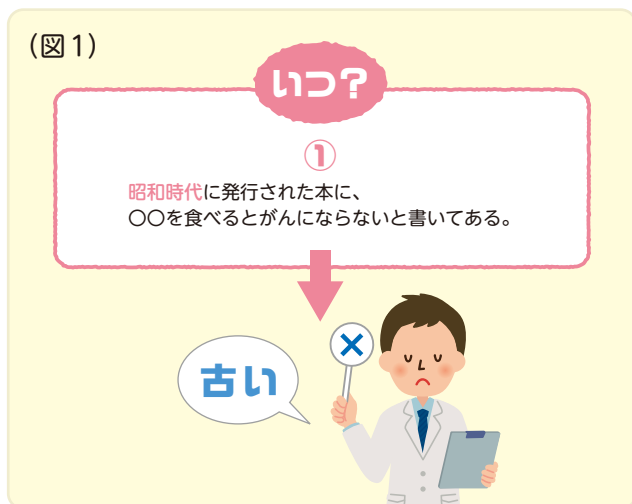 (図1)
いつ?
①
昭和時代に発行された本に、
〇〇を食べるとがんにならないと書いてある。
古い